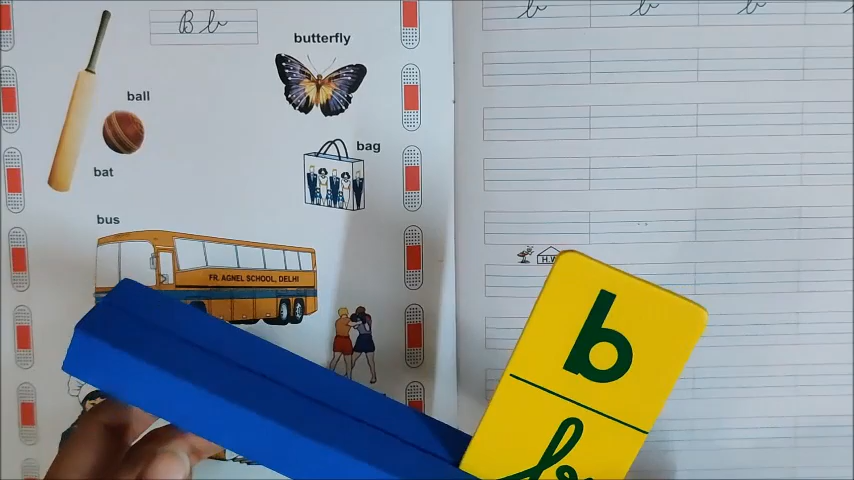 B b
butterfly
ball
bag
bat
bus
FR. AGNEL SCHOOL, DELHI
b b b
H.W.
b
b